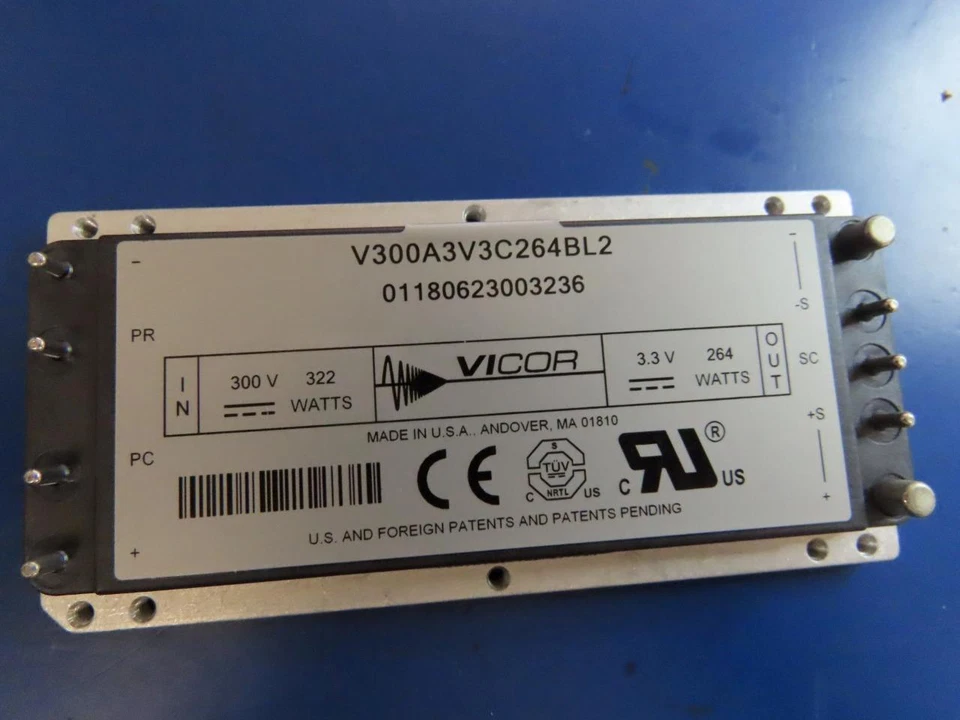 V300A3V3C264BL2
01180623003236
-
PR
PC
+
IN
300 V 322
WATTS
VICOR
3.3 V 264
WATTS
OUT
-
-S
SC
+S
+
MADE IN U.S.A.. ANDOVER, MA 01810
CE
S
TÜV
NRTL
C US
C RU ® US
U.S. AND FOREIGN PATENTS AND PATENTS PENDING